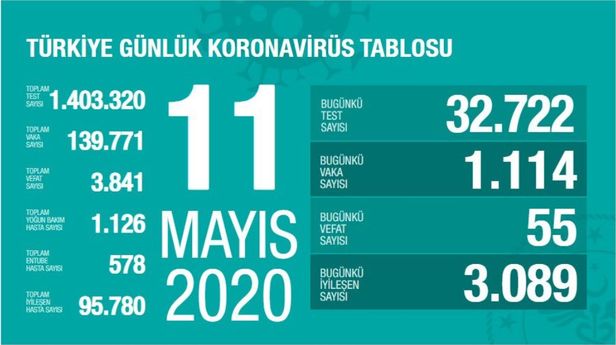 TÜRKİYE GÜNLÜK KORONAVİRÜS TABLOSU
TOPLAM
TEST
SAYISI
1.403.320
TOPLAM
VAKA
SAYISI
139.771
TOPLAM
VEFAT
SAYISI
3.841
TOPLAM
YOĞUN BAKIM
HASTA SAYISI
1.126
TOPLAM
ENTUBE
HASTA SAYISI
578
TOPLAM
İYİLEŞEN
HASTA SAYISI
95.780
11
MAYIS
2020
BUGÜNKÜ
TEST
SAYISI
32.722
BUGÜNKÜ
VAKA
SAYISI
1.114
BUGÜNKÜ
VEFAT
SAYISI
55
BUGÜNKÜ
İYİLEŞEN
SAYISI
3.089